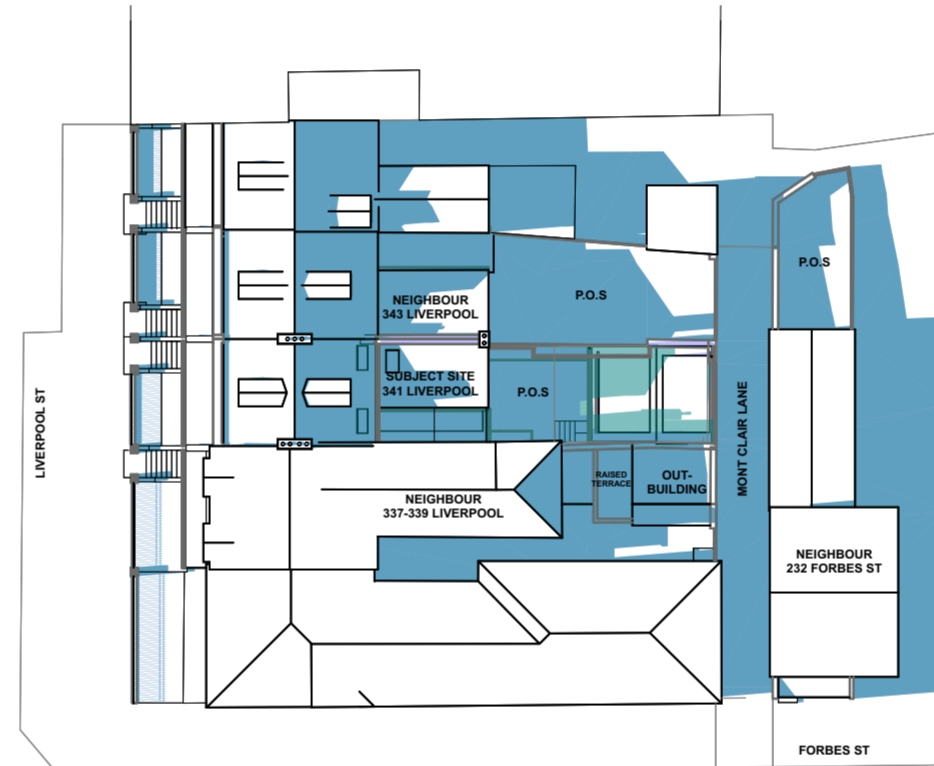 P.O.S
P.O.S
NEIGHBOUR
343 LIVERPOOL
SUBJECT SITE
341 LIVERPOOL
P.O.S
LIVERPOOL ST
MONT CLAIR LANE
RAISED
TERRACE
OUT-
BUILDING
NEIGHBOUR
337-339 LIVERPOOL
NEIGHBOUR
232 FORBES ST
FORBES ST